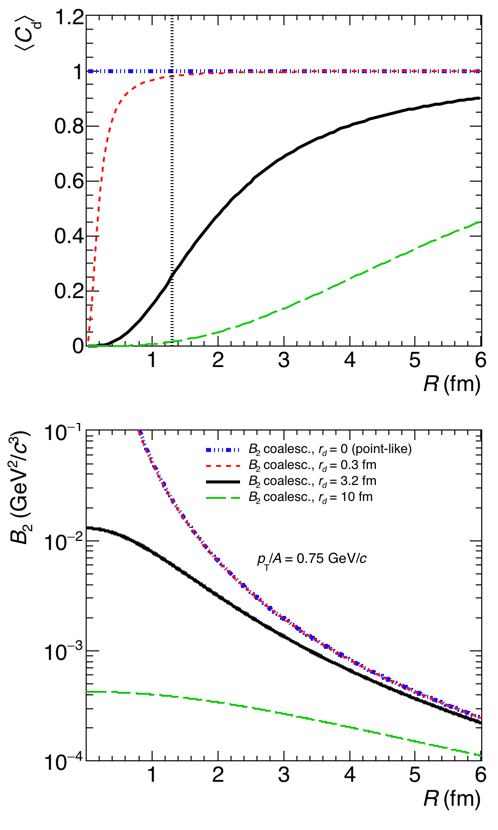 ⟨C_d⟩
1.2
1
0.8
0.6
0.4
0.2
0
1 2 3 4 5 6
R (fm)
B_2 (GeV^2/c^3)
10^−1
B_2 coalesc., r_d = 0 (point-like)
B_2 coalesc., r_d = 0.3 fm
B_2 coalesc., r_d = 3.2 fm
B_2 coalesc., r_d = 10 fm
p_T/A = 0.75 GeV/c
10^−2
10^−3
10^−4
1 2 3 4 5 6
R (fm)